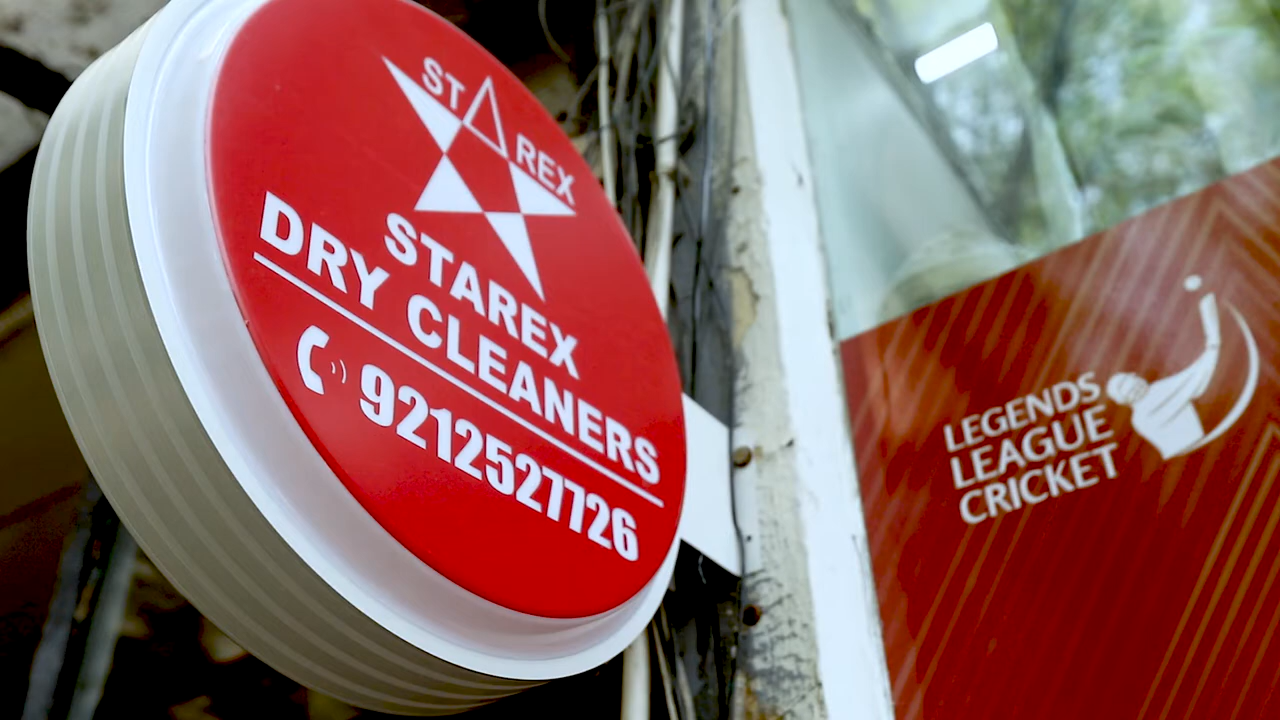 ST REX
STAREX
DRY CLEANERS
9212527726
LEGENDS
LEAGUE
CRICKET